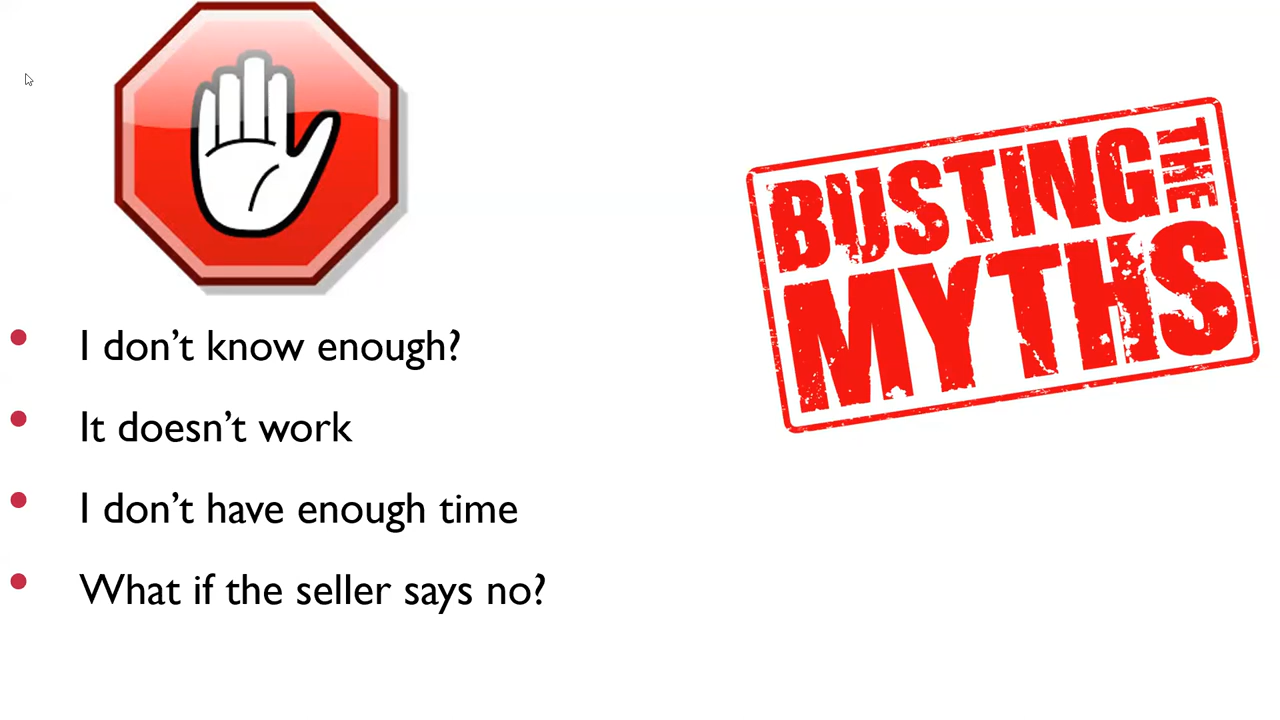 BUSTING THE
MYTHS
I don’t know enough?
It doesn’t work
I don’t have enough time
What if the seller says no?